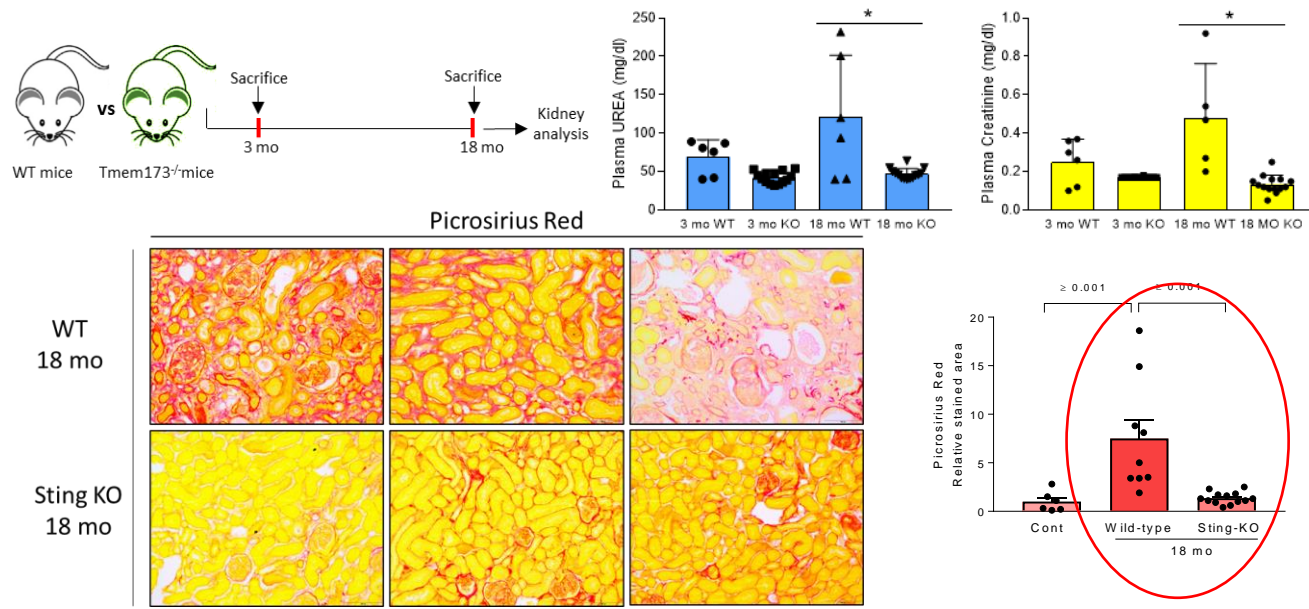 WT mice
vs
Tmem173-/-mice
Sacrifice
3 mo
Sacrifice
18 mo
Kidney
analysis
Plasma UREA (mg/dl)
250
200
150
100
50
0
*
3 mo WT
3 mo KO
18 mo WT
18 mo KO
Plasma Creatinine (mg/dl)
1.0
0.8
0.6
0.4
0.2
0.0
*
3 mo WT
3 mo KO
18 mo WT
18 MO KO
Picrosirius Red
WT
18 mo
Sting KO
18 mo
≥ 0.001
≥ 0.001
Picrosirius Red
Relative stained area
20
15
10
5
0
Cont
Wild-type
Sting-KO
18 mo